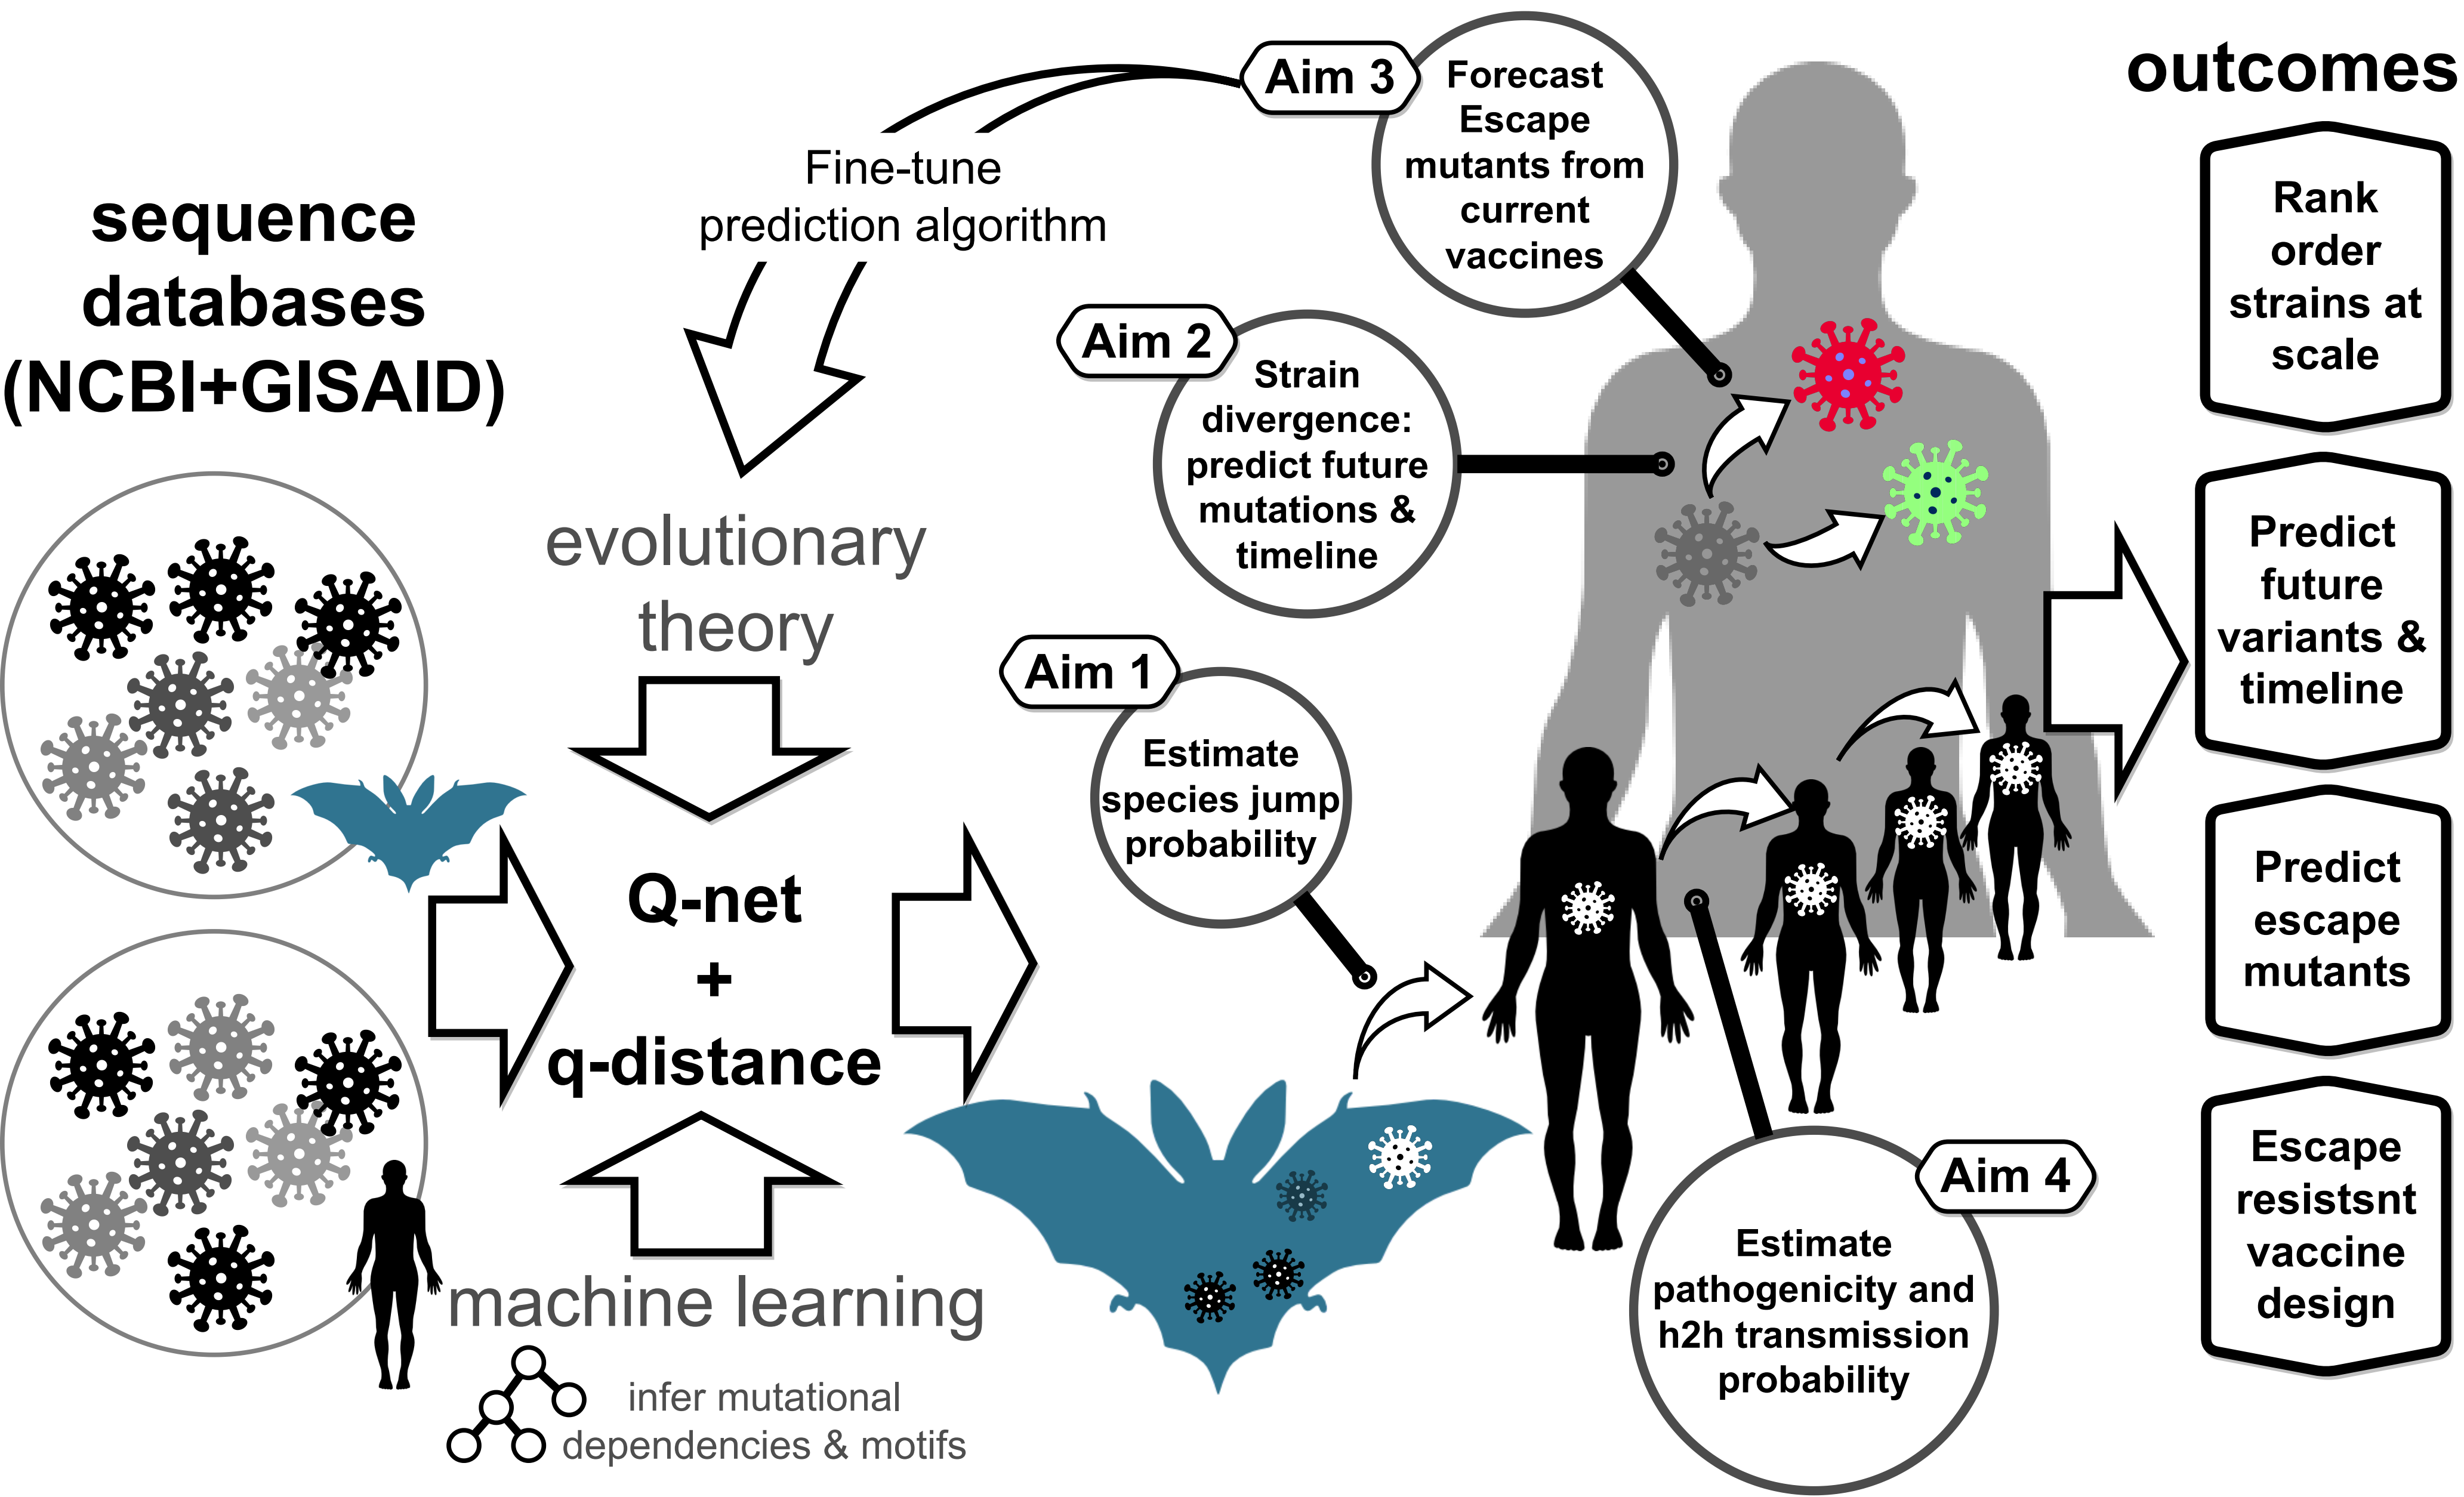 sequence
databases
(NCBI+GISAID)
Fine-tune
prediction algorithm
evolutionary
theory
Q-net
+
q-distance
machine learning
infer mutational
dependencies & motifs
Aim 3
Forecast
Escape
mutants from
current
vaccines
Aim 2
Strain
divergence:
predict future
mutations &
timeline
Aim 1
Estimate
species jump
probability
Aim 4
Estimate
pathogenicity and
h2h transmission
probability
outcomes
Rank
order
strains at
scale
Predict
future
variants &
timeline
Predict
escape
mutants
Escape
resistsnt
vaccine
design